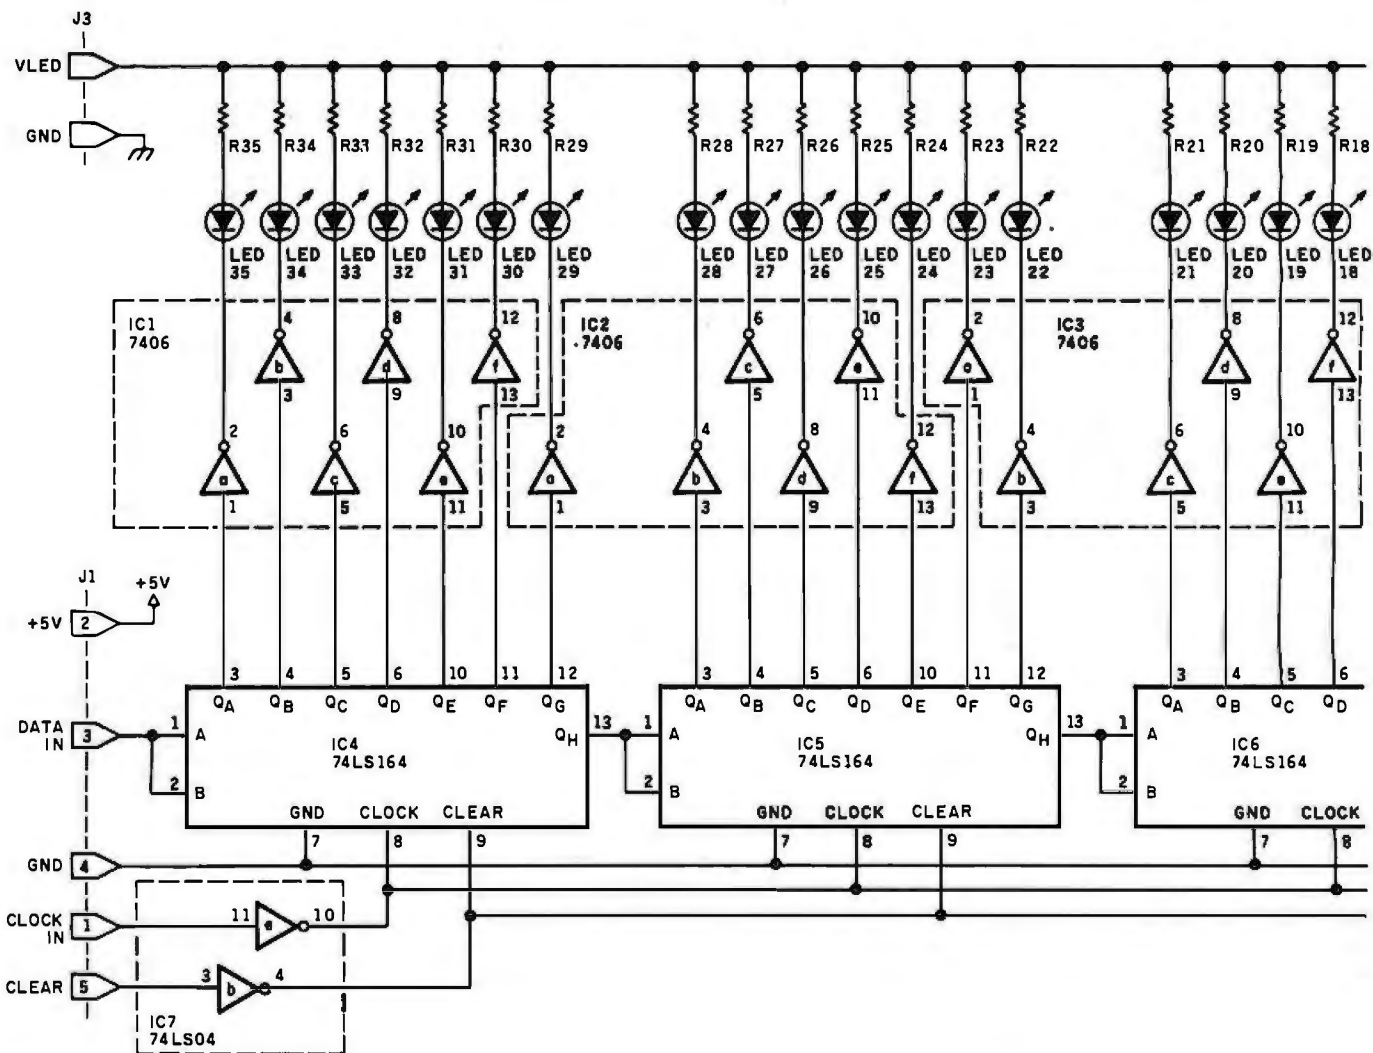 J3
VLED
GND
R35 R34 R33 R32 R31 R30 R29 R28 R27 R26 R25 R24 R23 R22 R21 R20 R19 R18
LED LED LED LED LED LED LED LED LED LED LED LED LED LED LED LED LED LED
35 34 33 32 31 30 29 28 27 26 25 24 23 22 21 20 19 18
IC1
7406
IC2
.7406
IC3
7406
4 8 12 6 10 2 8 12
b d f c e a d f
3 9 13 5 11 1 9 13
2 6 10 2 4 8 12 4 6 10
a c e a b d f b c e
1 5 11 1 3 9 13 3 5 11
J1
+5V
+5V 2
3 4 5 6 10 11 12 3 4 5 6 10 11 12 3 4 5 6
QA QB QC QD QE QF QG QA QB QC QD QE QF QG QA QB QC QD
DATA IN 3
1 A QH 13 1 A QH 13 1 A
IC4
74LS164
IC5
74LS164
IC6
74LS164
2 B 2 B 2 B
GND CLOCK CLEAR GND CLOCK CLEAR GND CLOCK
7 8 9 7 8 9 7 8
GND 4
CLOCK IN 1
11 e 10
CLEAR 5
3 b 4
IC7
74LS04